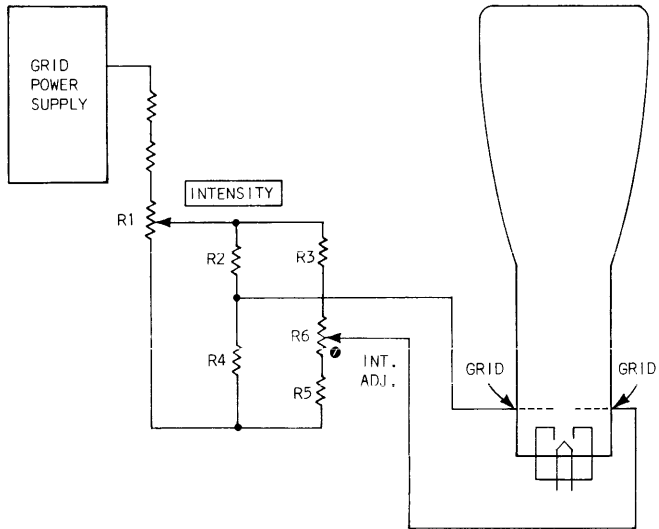 GRID
POWER
SUPPLY
INTENSITY
R1
R2
R3
R4
R6
INT.
ADJ.
R5
GRID
GRID